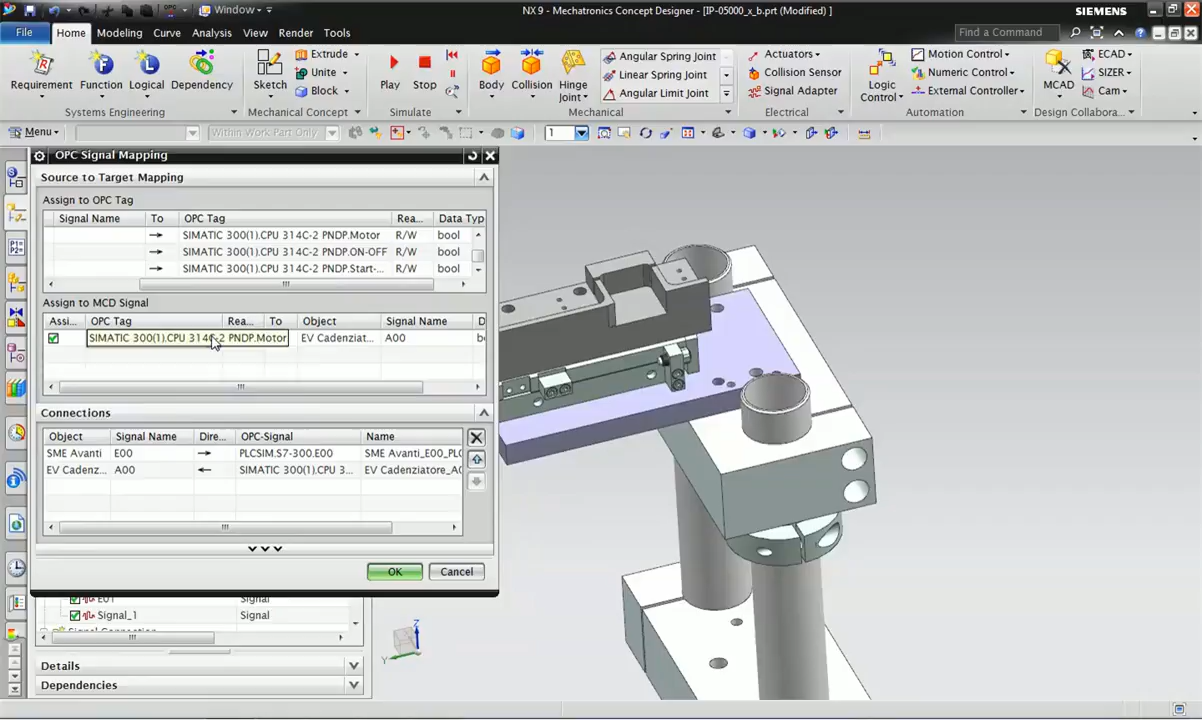 Window
NX 9 - Mechatronics Concept Designer - [IP-05000_x_b.prt (Modified) ]
SIEMENS
File Home Modeling Curve Analysis View Render Tools
Find a Command
Requirement Function Logical Dependency
Systems Engineering
Sketch Extrude Unite Block
Mechanical Concept
Play Stop
Simulate
Body Collision Hinge Joint
Angular Spring Joint
Linear Spring Joint
Angular Limit Joint
Mechanical
Actuators
Collision Sensor
Signal Adapter
Electrical
Logic Control
Motion Control
Numeric Control
External Controller
Automation
MCAD
ECAD
SIZER
Cam
Design Collabora...
Menu Within Work Part Only 1
OPC Signal Mapping
Source to Target Mapping
Assign to OPC Tag
Signal Name To OPC Tag Rea... Data Typ
SIMATIC 300(1).CPU 314C-2 PNDP.Motor R/W bool
SIMATIC 300(1).CPU 314C-2 PNDP.ON-OFF R/W bool
SIMATIC 300(1).CPU 314C-2 PNDP.Start-... R/W bool
Assign to MCD Signal
Assi... OPC Tag Rea... To Object Signal Name D
SIMATIC 300(1).CPU 314C-2 PNDP.Motor EV Cadenziat... A00 b
Connections
Object Signal Name Dire... OPC-Signal Name
SME Avanti E00 PLCSIM.S7-300.E00 SME Avanti_E00_PLC
EV Cadenz... A00 SIMATIC 300(1).CPU 3... EV Cadenziatore_A0
OK Cancel
E01 Signal
Signal_1 Signal
Signal Connection
Details
Dependencies
Z
Y